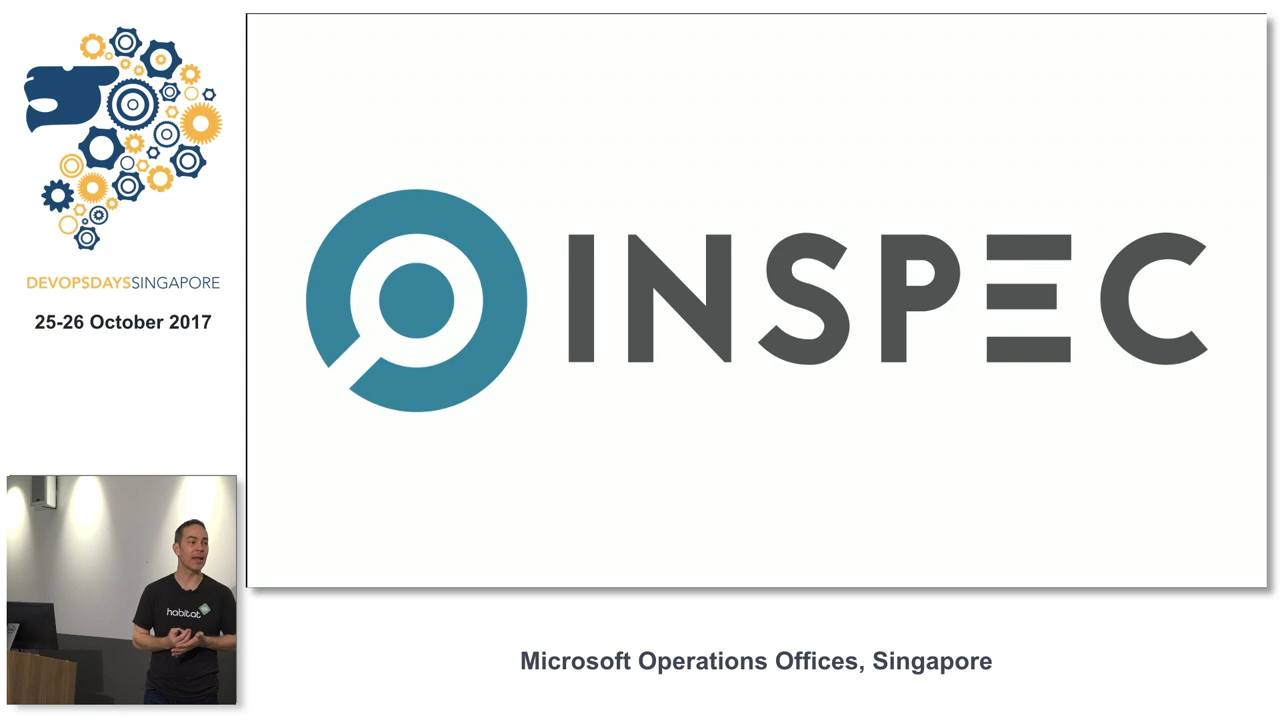 DEVOPSDAYSSINGAPORE
25-26 October 2017
INSPEC
habitat
Microsoft Operations Offices, Singapore